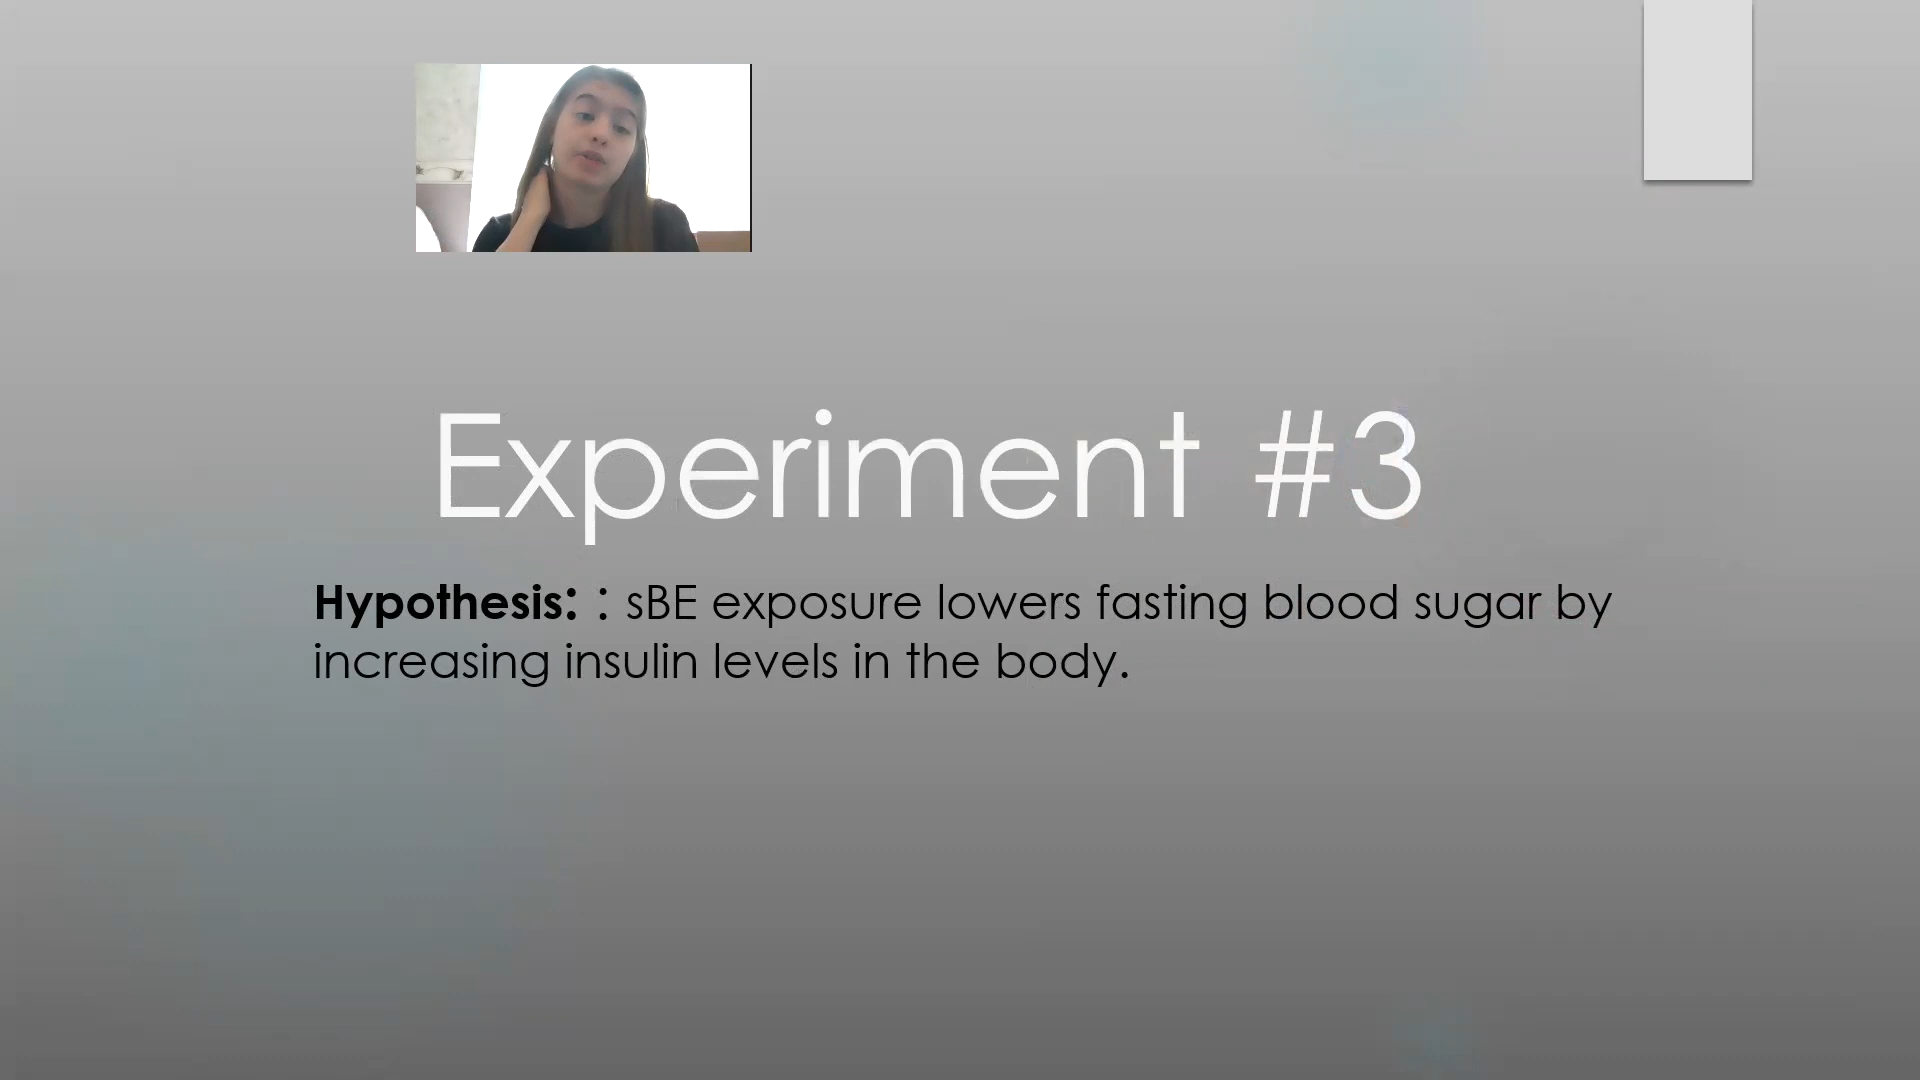 Experiment #3
Hypothesis: : sBE exposure lowers fasting blood sugar by
increasing insulin levels in the body.